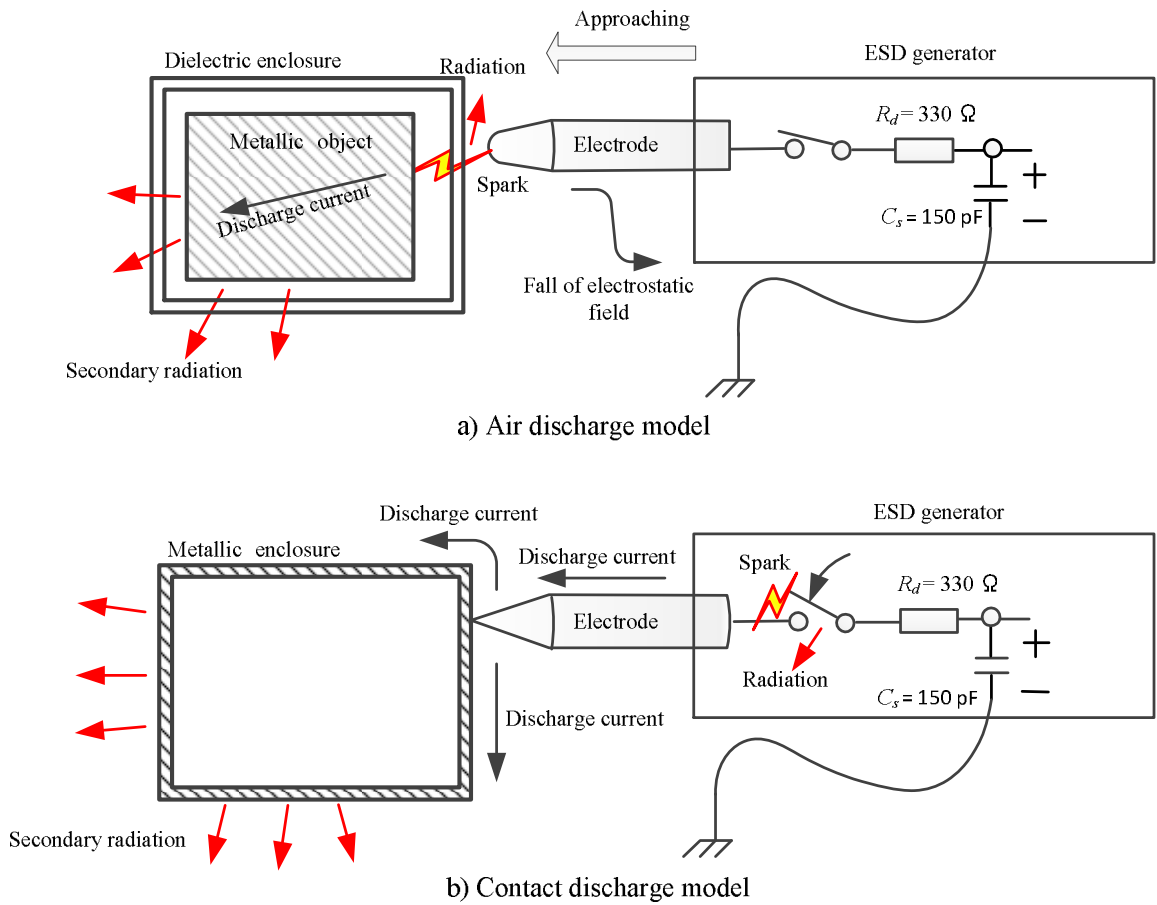 Approaching
Dielectric enclosure
Radiation
ESD generator
R_d = 330 Ω
Metallic object
Electrode
Spark
Discharge current
C_s = 150 pF
+
−
Fall of electrostatic
field
Secondary radiation
a) Air discharge model
Discharge current
ESD generator
Metallic enclosure
Discharge current
Spark
R_d = 330 Ω
Electrode
+
−
Radiation
C_s = 150 pF
Discharge current
Secondary radiation
b) Contact discharge model